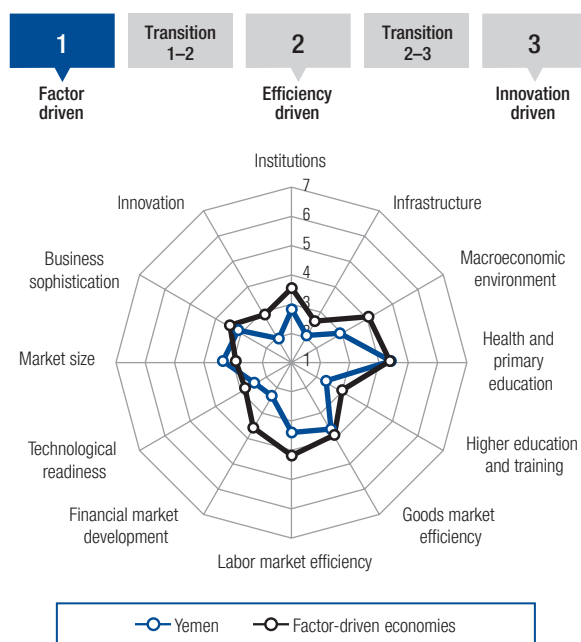 1
Transition
1–2
2
Transition
2–3
3
Factor
driven
Efficiency
driven
Innovation
driven
Institutions
7
6
5
4
3
2
1
Infrastructure
Macroeconomic
environment
Health and
primary
education
Higher education
and training
Goods market
efficiency
Labor market efficiency
Financial market
development
Technological
readiness
Market size
Business
sophistication
Innovation
Yemen
Factor-driven economies